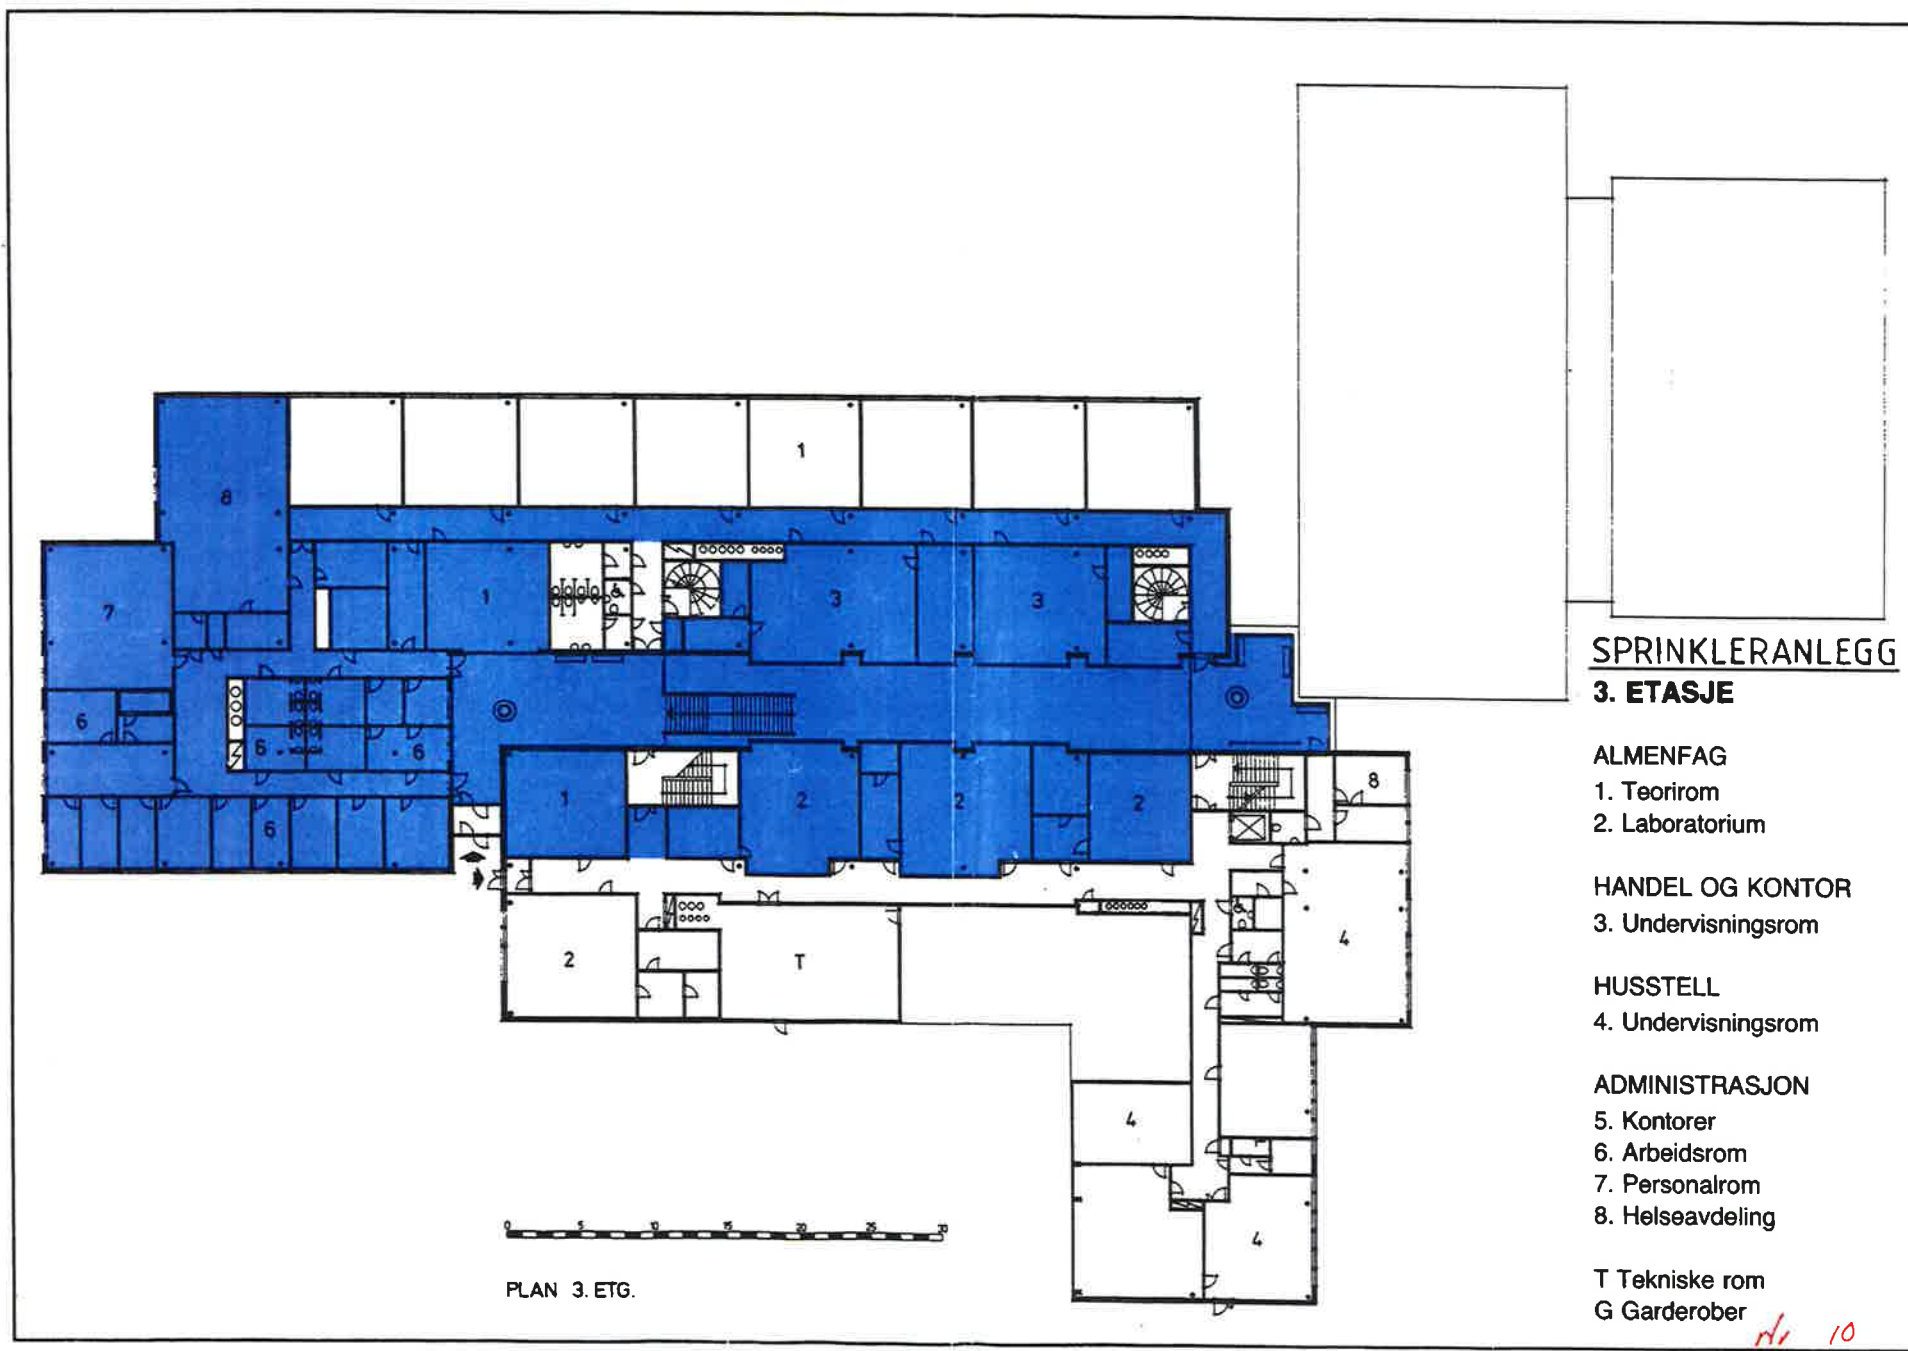 1
8
7
1
3
3
6
6
6
1
2
2
2
8
6
2
T
4
4
4
0 5 10 15 20 25 30
PLAN 3. ETG.
SPRINKLERANLEGG
3. ETASJE
ALMENFAG
1. Teorirom
2. Laboratorium
HANDEL OG KONTOR
3. Undervisningsrom
HUSSTELL
4. Undervisningsrom
ADMINISTRASJON
5. Kontorer
6. Arbeidsrom
7. Personalrom
8. Helseavdeling
T Tekniske rom
G Garderober
10